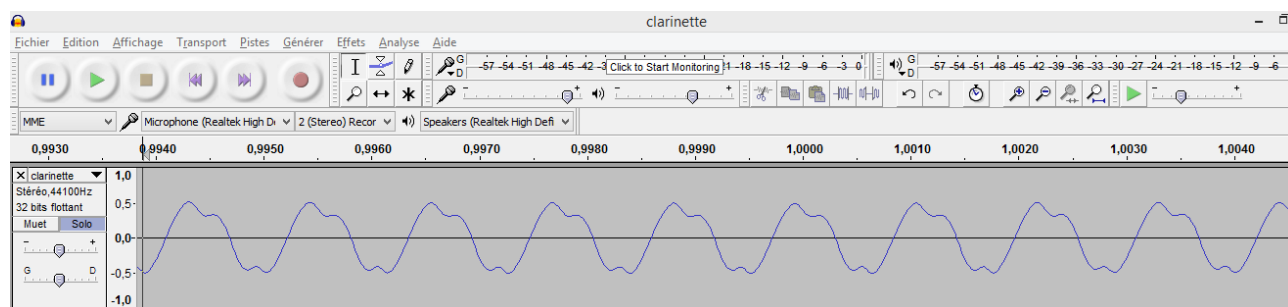 clarinette
Fichier Edition Affichage Transport Pistes Générer Effets Analyse Aide
G D -57 -54 -51 -48 -45 -42 -3 Click to Start Monitoring 1 -18 -15 -12 -9 -6 -3 0 G D -57 -54 -51 -48 -45 -42 -39 -36 -33 -30 -27 -24 -21 -18 -15 -12 -9 -6
- + - + - +
MME Microphone (Realtek High De 2 (Stereo) Recor Speakers (Realtek High Defi
0,9930 0,9940 0,9950 0,9960 0,9970 0,9980 0,9990 1,0000 1,0010 1,0020 1,0030 1,0040
X clarinette 1,0
Stéréo,44100Hz
32 bits flottant 0,5-
Muet Solo
- + 0,0-
G D -0,5-
-1,0